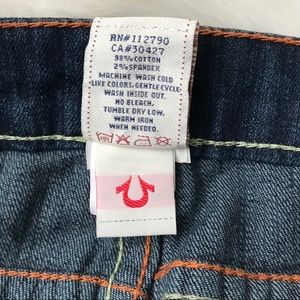 RN#112790
CA#30427
98% COTTON
2% SPANDEX
MACHINE WASH COLD
LIKE COLORS, GENTLE CYCLE
WASH INSIDE OUT.
NO BLEACH.
TUMBLE DRY LOW.
WARM IRON
WHEN NEEDED.